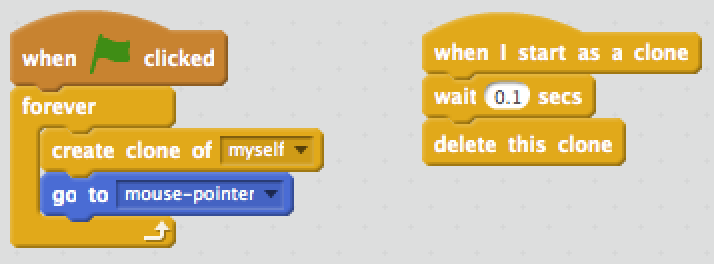 when clicked
forever
create clone of myself
go to mouse-pointer
when I start as a clone
wait 0.1 secs
delete this clone